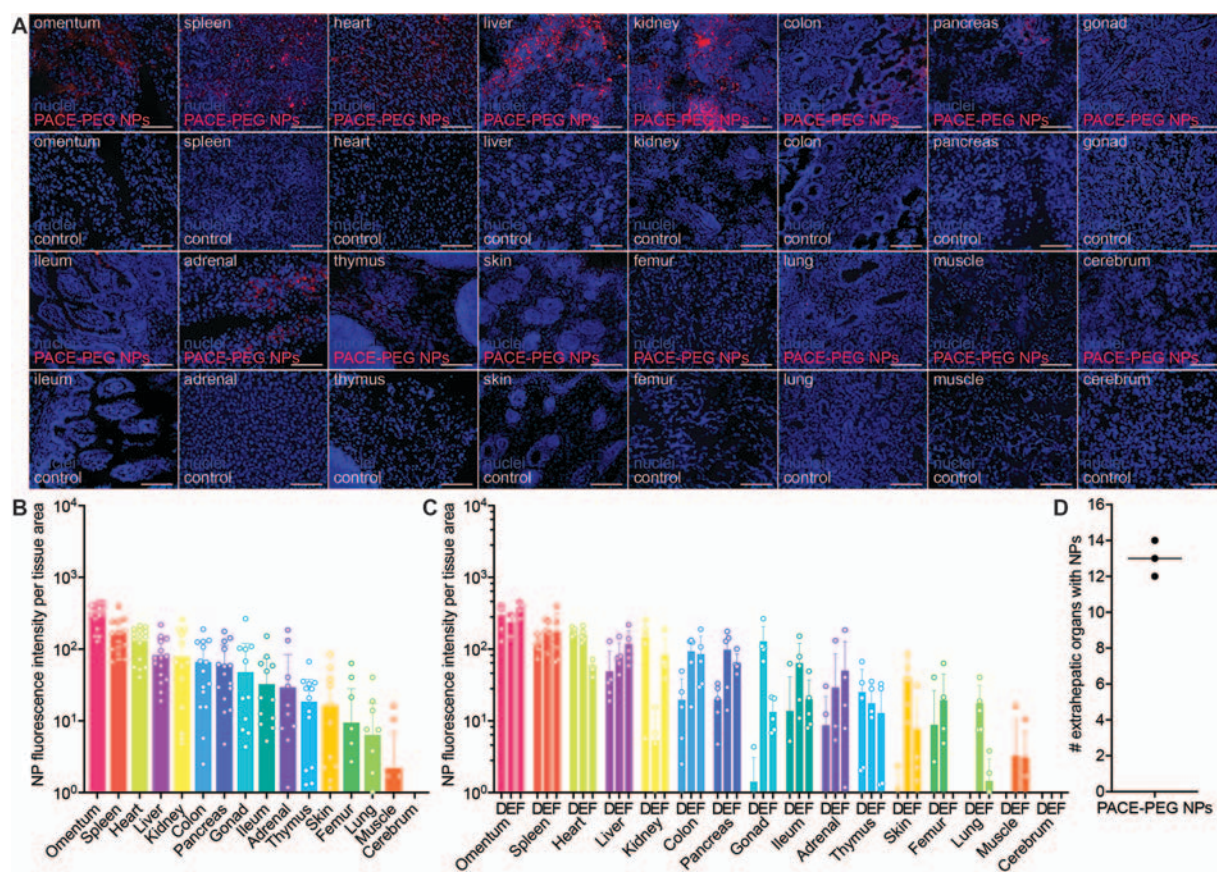 A
omentum spleen heart liver kidney colon pancreas gonad
nuclei nuclei nuclei nuclei nuclei nuclei nuclei nuclei
PACE-PEG NPs PACE-PEG NPs PACE-PEG NPs PACE-PEG NPs PACE-PEG NPs PACE-PEG NPs PACE-PEG NPs PACE-PEG NPs
omentum spleen heart liver kidney colon pancreas gonad
nuclei nuclei nuclei nuclei nuclei nuclei nuclei nuclei
control control control control control control control control
ileum adrenal thymus skin femur lung muscle cerebrum
nuclei nuclei nuclei nuclei nuclei nuclei nuclei nuclei
PACE-PEG NPs PACE-PEG NPs PACE-PEG NPs PACE-PEG NPs PACE-PEG NPs PACE-PEG NPs PACE-PEG NPs PACE-PEG NPs
ileum adrenal thymus skin femur lung muscle cerebrum
nuclei nuclei nuclei nuclei nuclei nuclei nuclei nuclei
control control control control control control control control
B
NP fluorescence intensity per tissue area
10⁴
10³
10²
10¹
10⁰
Omentum
Spleen
Heart
Liver
Kidney
Colon
Pancreas
Gonad
Ileum
Adrenal
Thymus
Skin
Femur
Lung
Muscle
Cerebrum
C
NP fluorescence intensity per tissue area
10⁴
10³
10²
10¹
10⁰
DEF DEF DEF DEF DEF DEF DEF DEF DEF DEF DEF DEF DEF DEF DEF DEF
Omentum
Spleen
Heart
Liver
Kidney
Colon
Pancreas
Gonad
Ileum
Adrenal
Thymus
Skin
Femur
Lung
Muscle
Cerebrum
D
# extrahepatic organs with NPs
16
14
12
10
8
6
4
2
0
PACE-PEG NPs